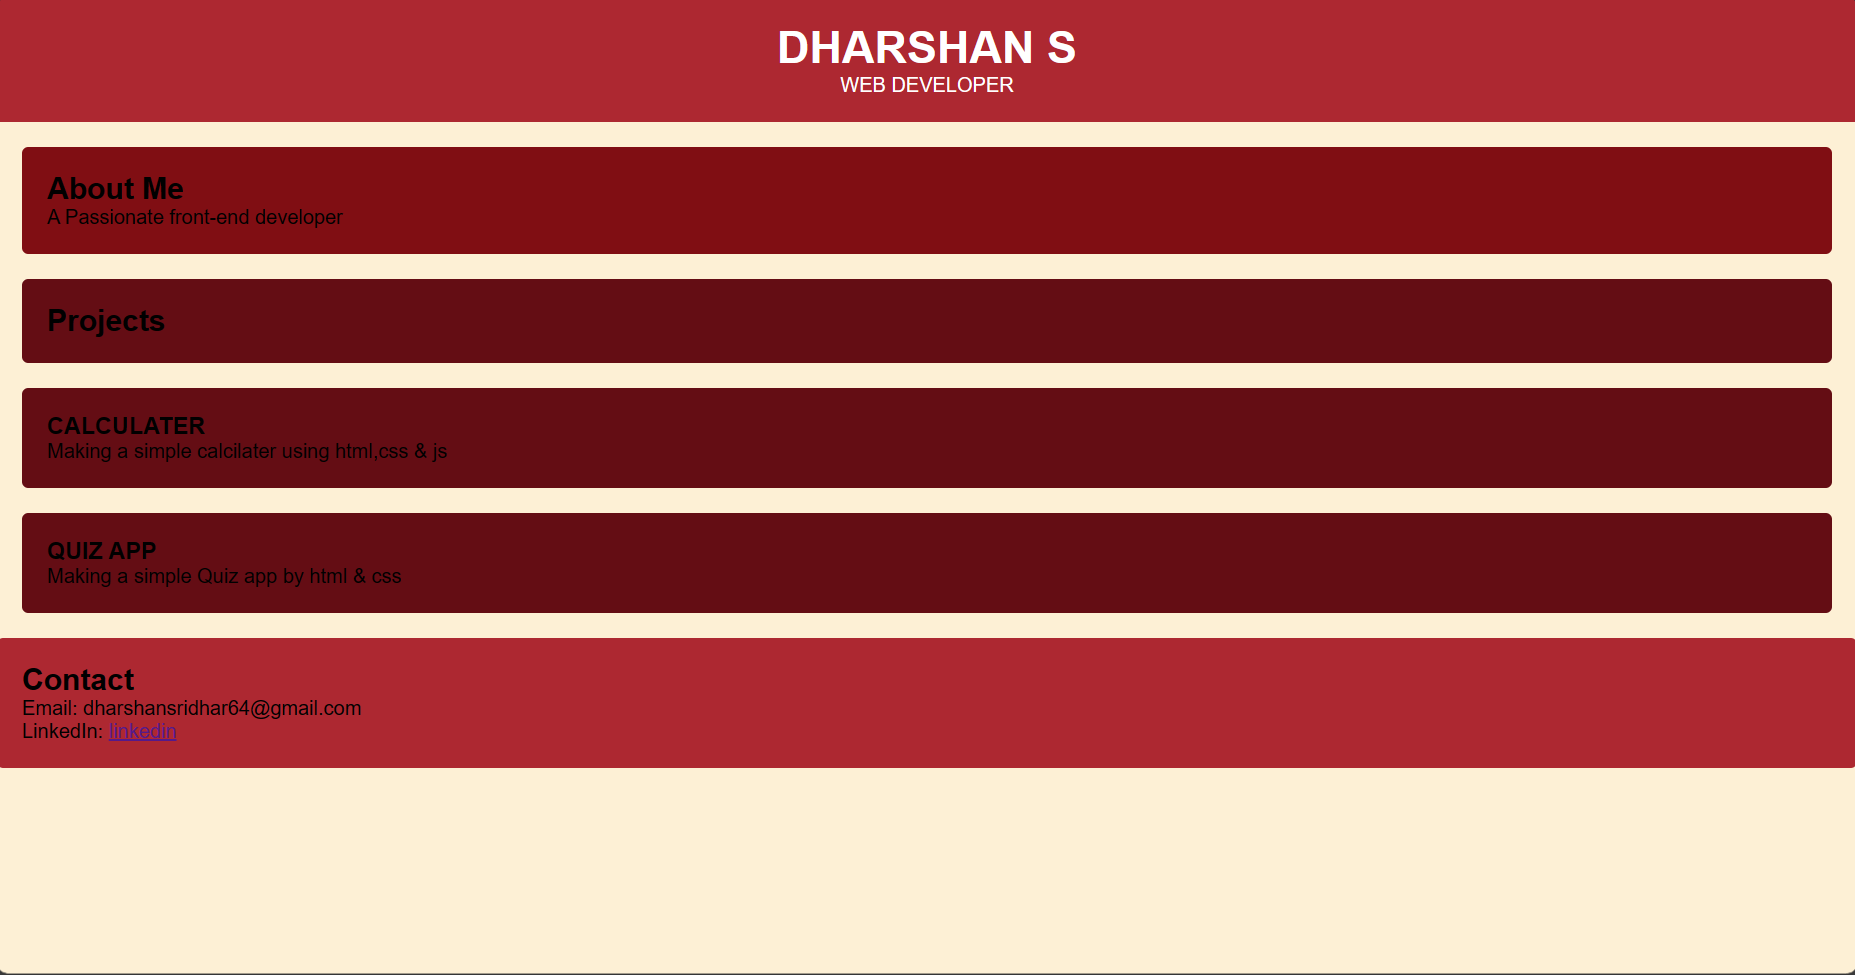 DHARSHAN S
WEB DEVELOPER
About Me
A Passionate front-end developer
Projects
CALCULATER
Making a simple calcilater using html,css & js
QUIZ APP
Making a simple Quiz app by html & css
Contact
Email: dharshansridhar64@gmail.com
LinkedIn: linkedin